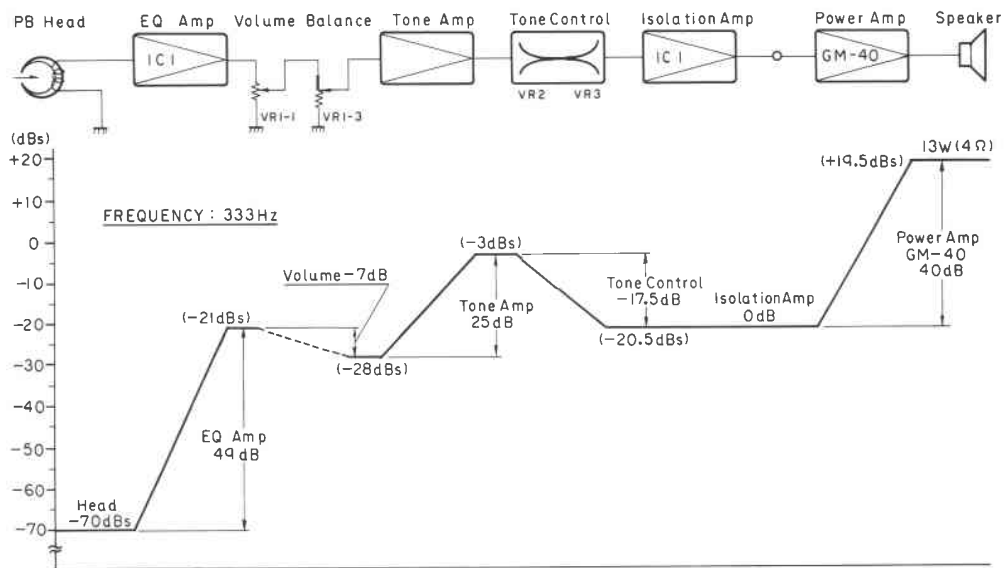 PB Head
EQ Amp
Volume
Balance
Tone Amp
Tone Control
Isolation Amp
Power Amp
Speaker
IC1
IC1
GM-40
VR1-1
VR1-3
VR2
VR3
(dBs)
+20
+10
0
-10
-20
-30
-40
-50
-60
-70
FREQUENCY : 333Hz
Head
-70dBs
EQ Amp
49dB
(-21dBs)
Volume -7dB
(-28dBs)
(-3dBs)
Tone Amp
25dB
Tone Control
-17.5dB
(-20.5dBs)
Isolation Amp
0dB
(+19.5dBs)
13W(4Ω)
Power Amp
GM-40
40dB